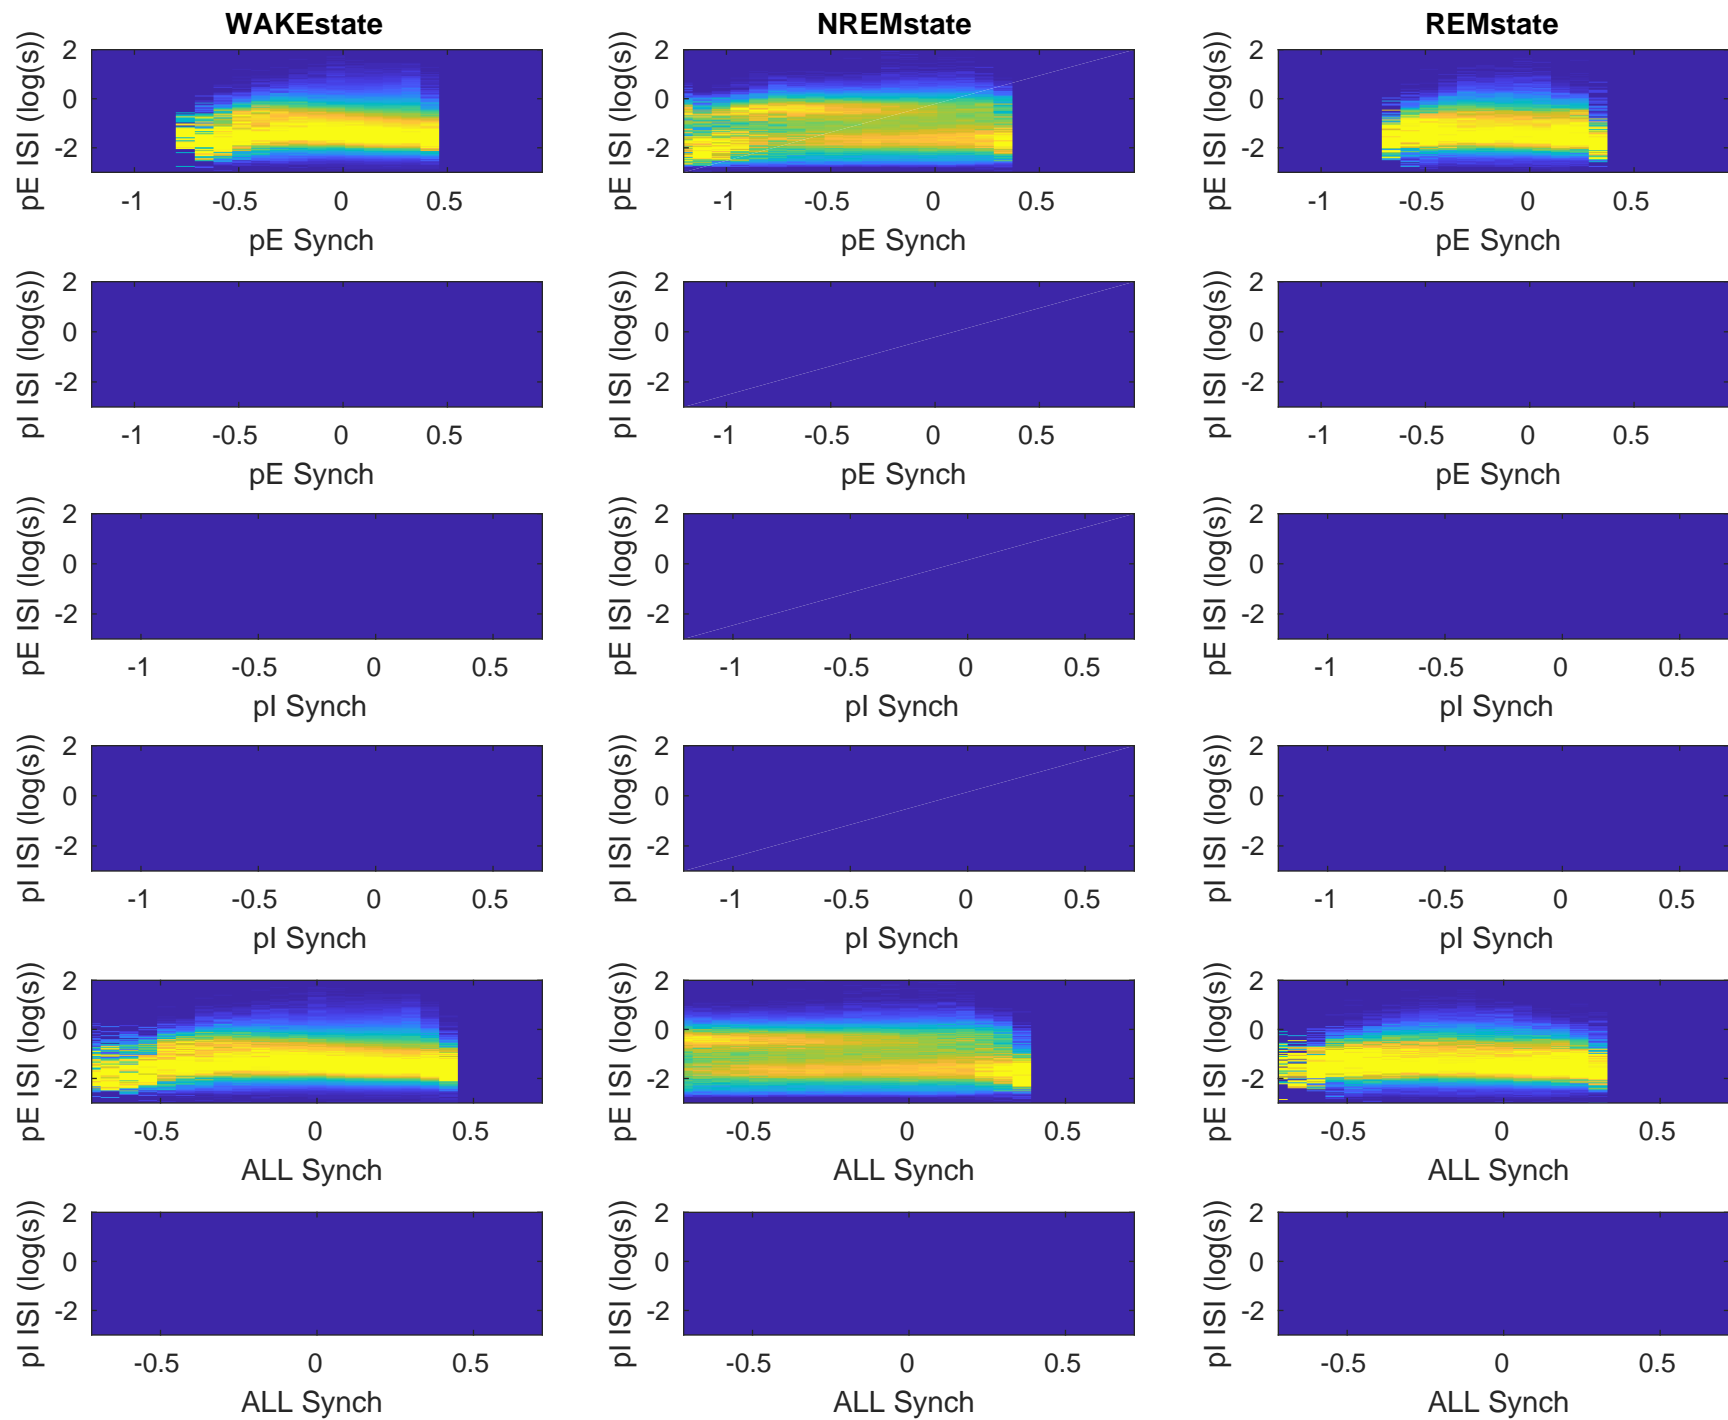 WAKEstate NREMstate REMstate
pE ISI (log(s)) 2 0 -2 pE ISI (log(s)) 2 0 -2 pE ISI (log(s)) 2 0 -2
-1 -0.5 0 0.5 -1 -0.5 0 0.5 -1 -0.5 0 0.5
pE Synch pE Synch pE Synch
pI ISI (log(s)) 2 0 -2 pI ISI (log(s)) 2 0 -2 pI ISI (log(s)) 2 0 -2
-1 -0.5 0 0.5 -1 -0.5 0 0.5 -1 -0.5 0 0.5
pE Synch pE Synch pE Synch
pE ISI (log(s)) 2 0 -2 pE ISI (log(s)) 2 0 -2 pE ISI (log(s)) 2 0 -2
-1 -0.5 0 0.5 -1 -0.5 0 0.5 -1 -0.5 0 0.5
pI Synch pI Synch pI Synch
pI ISI (log(s)) 2 0 -2 pI ISI (log(s)) 2 0 -2 pI ISI (log(s)) 2 0 -2
-1 -0.5 0 0.5 -1 -0.5 0 0.5 -1 -0.5 0 0.5
pI Synch pI Synch pI Synch
pE ISI (log(s)) 2 0 -2 pE ISI (log(s)) 2 0 -2 pE ISI (log(s)) 2 0 -2
-0.5 0 0.5 -0.5 0 0.5 -0.5 0 0.5
ALL Synch ALL Synch ALL Synch
pI ISI (log(s)) 2 0 -2 pI ISI (log(s)) 2 0 -2 pI ISI (log(s)) 2 0 -2
-0.5 0 0.5 -0.5 0 0.5 -0.5 0 0.5
ALL Synch ALL Synch ALL Synch